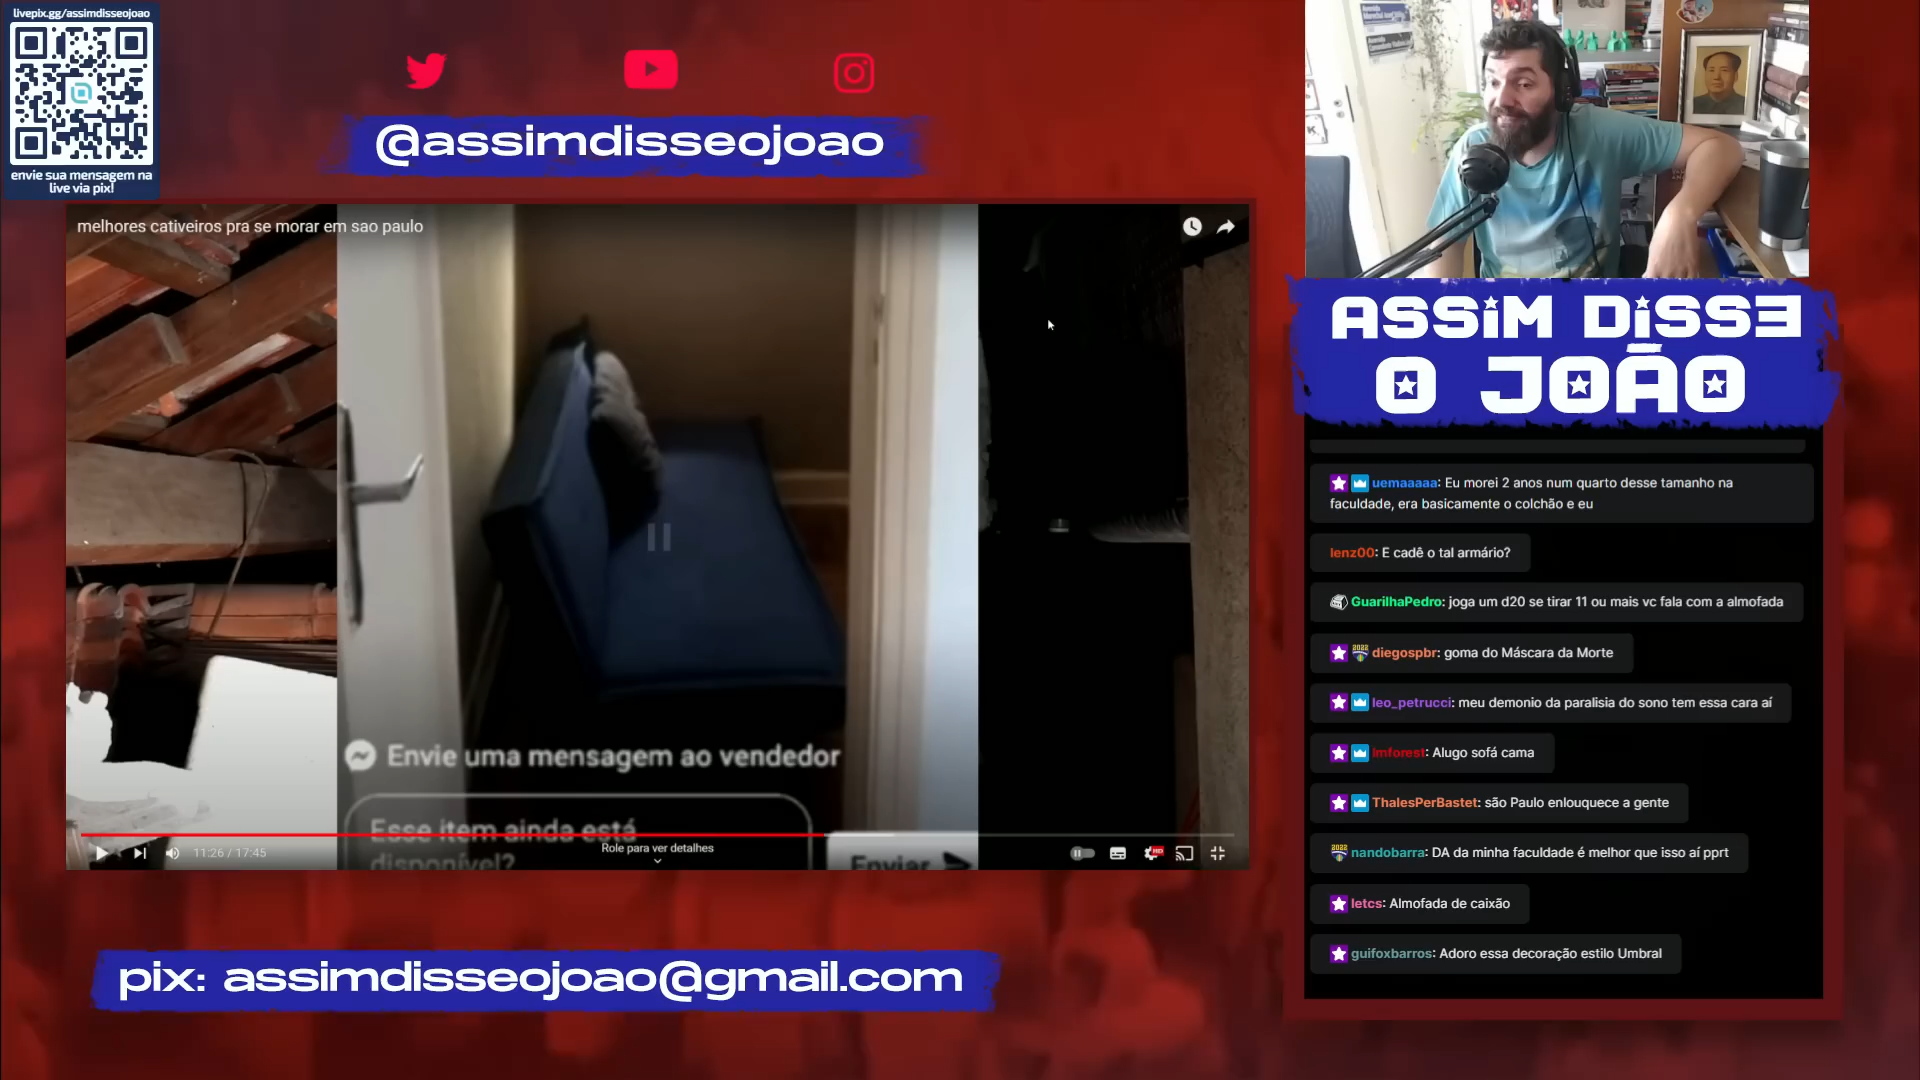 livepix.gg/assimdisseojoao
envie sua mensagem na
live via pix!
@assimdisseojoao
melhores cativeiros pra se morar em sao paulo
Envie uma mensagem ao vendedor
Esse item ainda está
disponível?
Enviar
11:26 / 17:45
Role para ver detalhes
HD
pix: assimdisseojoao@gmail.com
ASSiM DiSSE
O JOÃO
uemaaaaa: Eu morei 2 anos num quarto desse tamanho na
faculdade, era basicamente o colchão e eu
lenz00: E cadê o tal armário?
GuarilhaPedro: joga um d20 se tirar 11 ou mais vc fala com a almofada
diegospbr: goma do Máscara da Morte
leo_petrucci: meu demonio da paralisia do sono tem essa cara aí
imforest: Alugo sofá cama
ThalesPerBastet: são Paulo enlouquece a gente
nandobarra: DA da minha faculdade é melhor que isso aí pprt
letcs: Almofada de caixão
guifoxbarros: Adoro essa decoração estilo Umbral